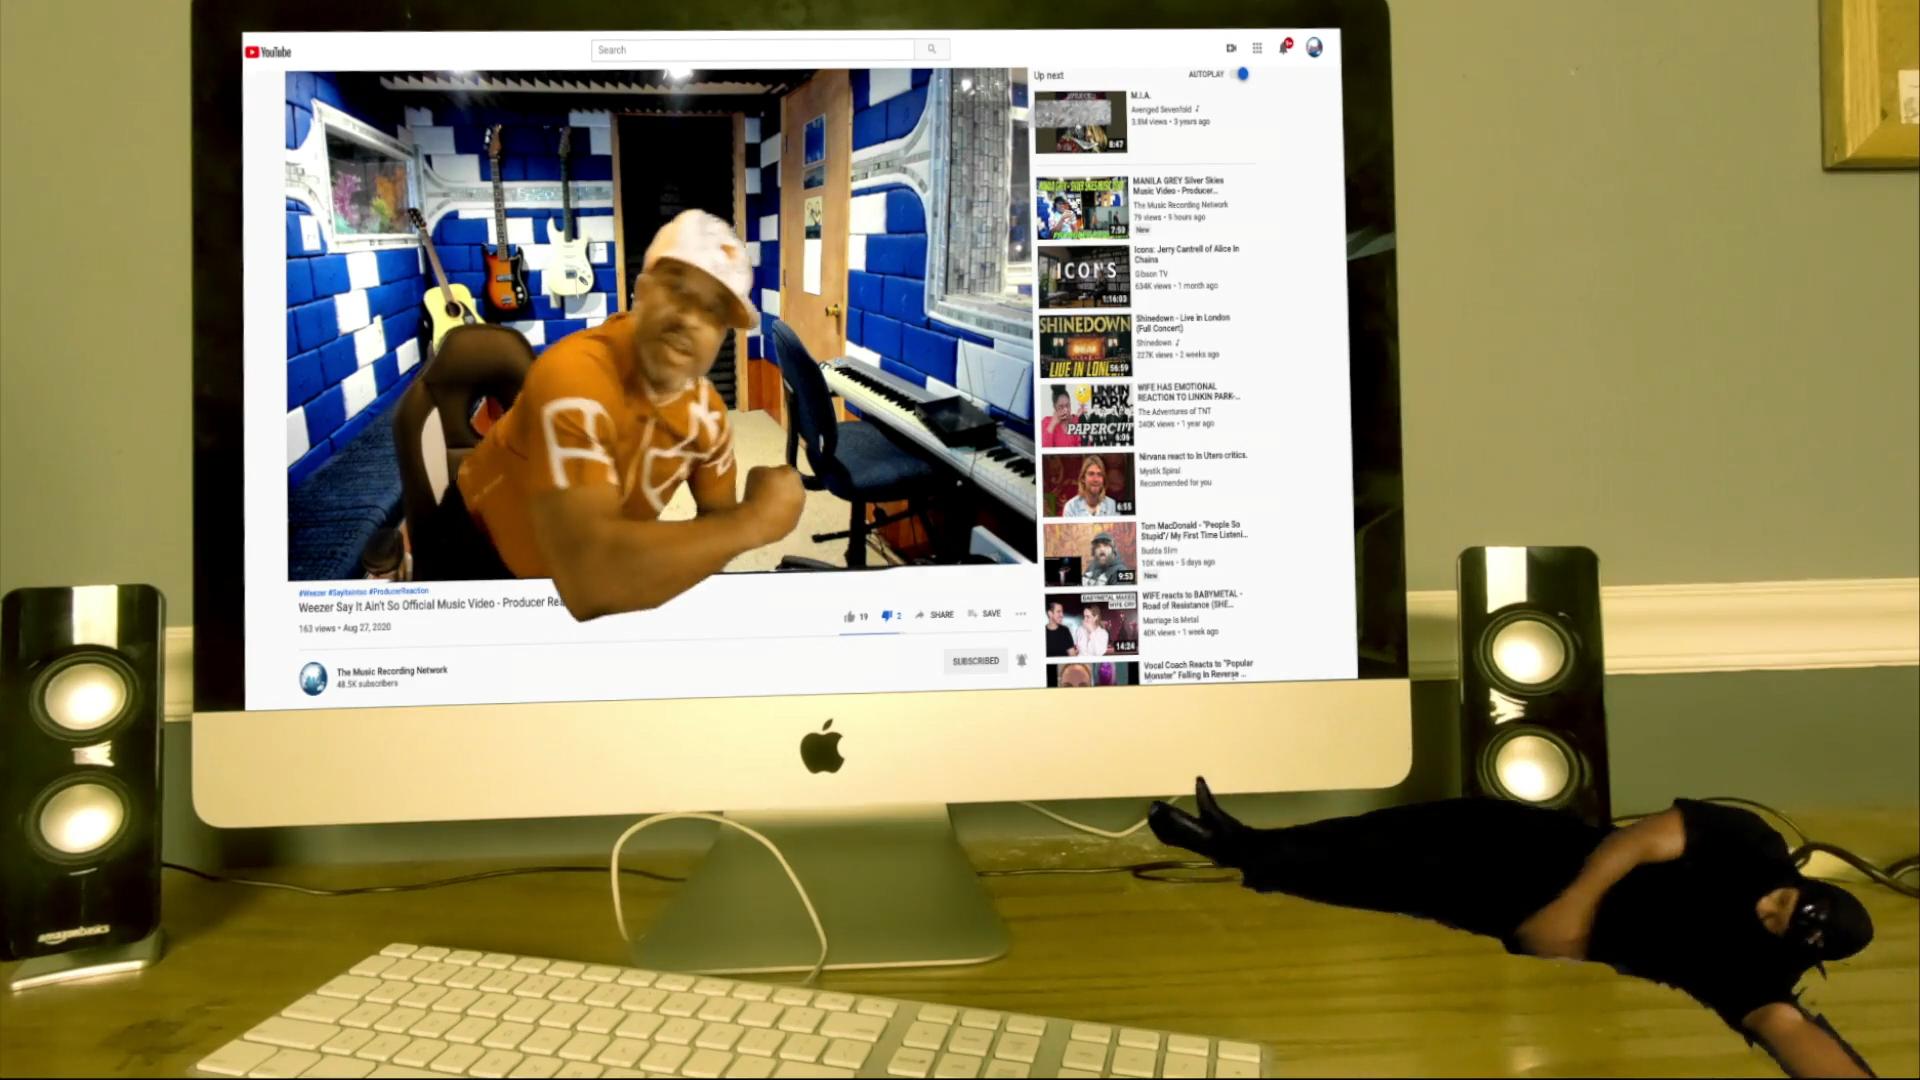 YouTube
Search
Up next
AUTOPLAY
8:47
M.I.A.
Avenged Sevenfold
3.8M views • 3 years ago
7:59
MANILA GREY Silver Skies
Music Video - Producer...
The Music Recording Network
79 views • 9 hours ago
New
ICONS
1:16:03
Icons: Jerry Cantrell of Alice In
Chains
Gibson TV
634K views • 1 month ago
SHINEDOWN
LIVE IN LONDON
56:59
Shinedown - Live in London
(Full Concert)
Shinedown
227K views • 2 weeks ago
LINKIN
PARK
PAPERCUT
6:06
WIFE HAS EMOTIONAL
REACTION TO LINKIN PARK-...
The Adventures of TNT
240K views • 1 year ago
6:55
Nirvana react to In Utero critics.
Mystik Spiral
Recommended for you
9:53
Tom MacDonald - "People So
Stupid"/ My First Time Listeni...
Budda Slim
10K views • 5 days ago
New
BABYMETAL MAKES
WIFE CRY
14:24
WIFE reacts to BABYMETAL -
Road of Resistance (SHE...
Marriage Is Metal
40K views • 1 week ago
Vocal Coach Reacts to "Popular
Monster" Falling In Reverse ...
#Weezer #SayItAintSo #ProducerReaction
Weezer Say It Ain't So Official Music Video - Producer Rea
163 views • Aug 27, 2020
19
2
SHARE
SAVE
The Music Recording Network
48.5K subscribers
SUBSCRIBED
amazonbasics